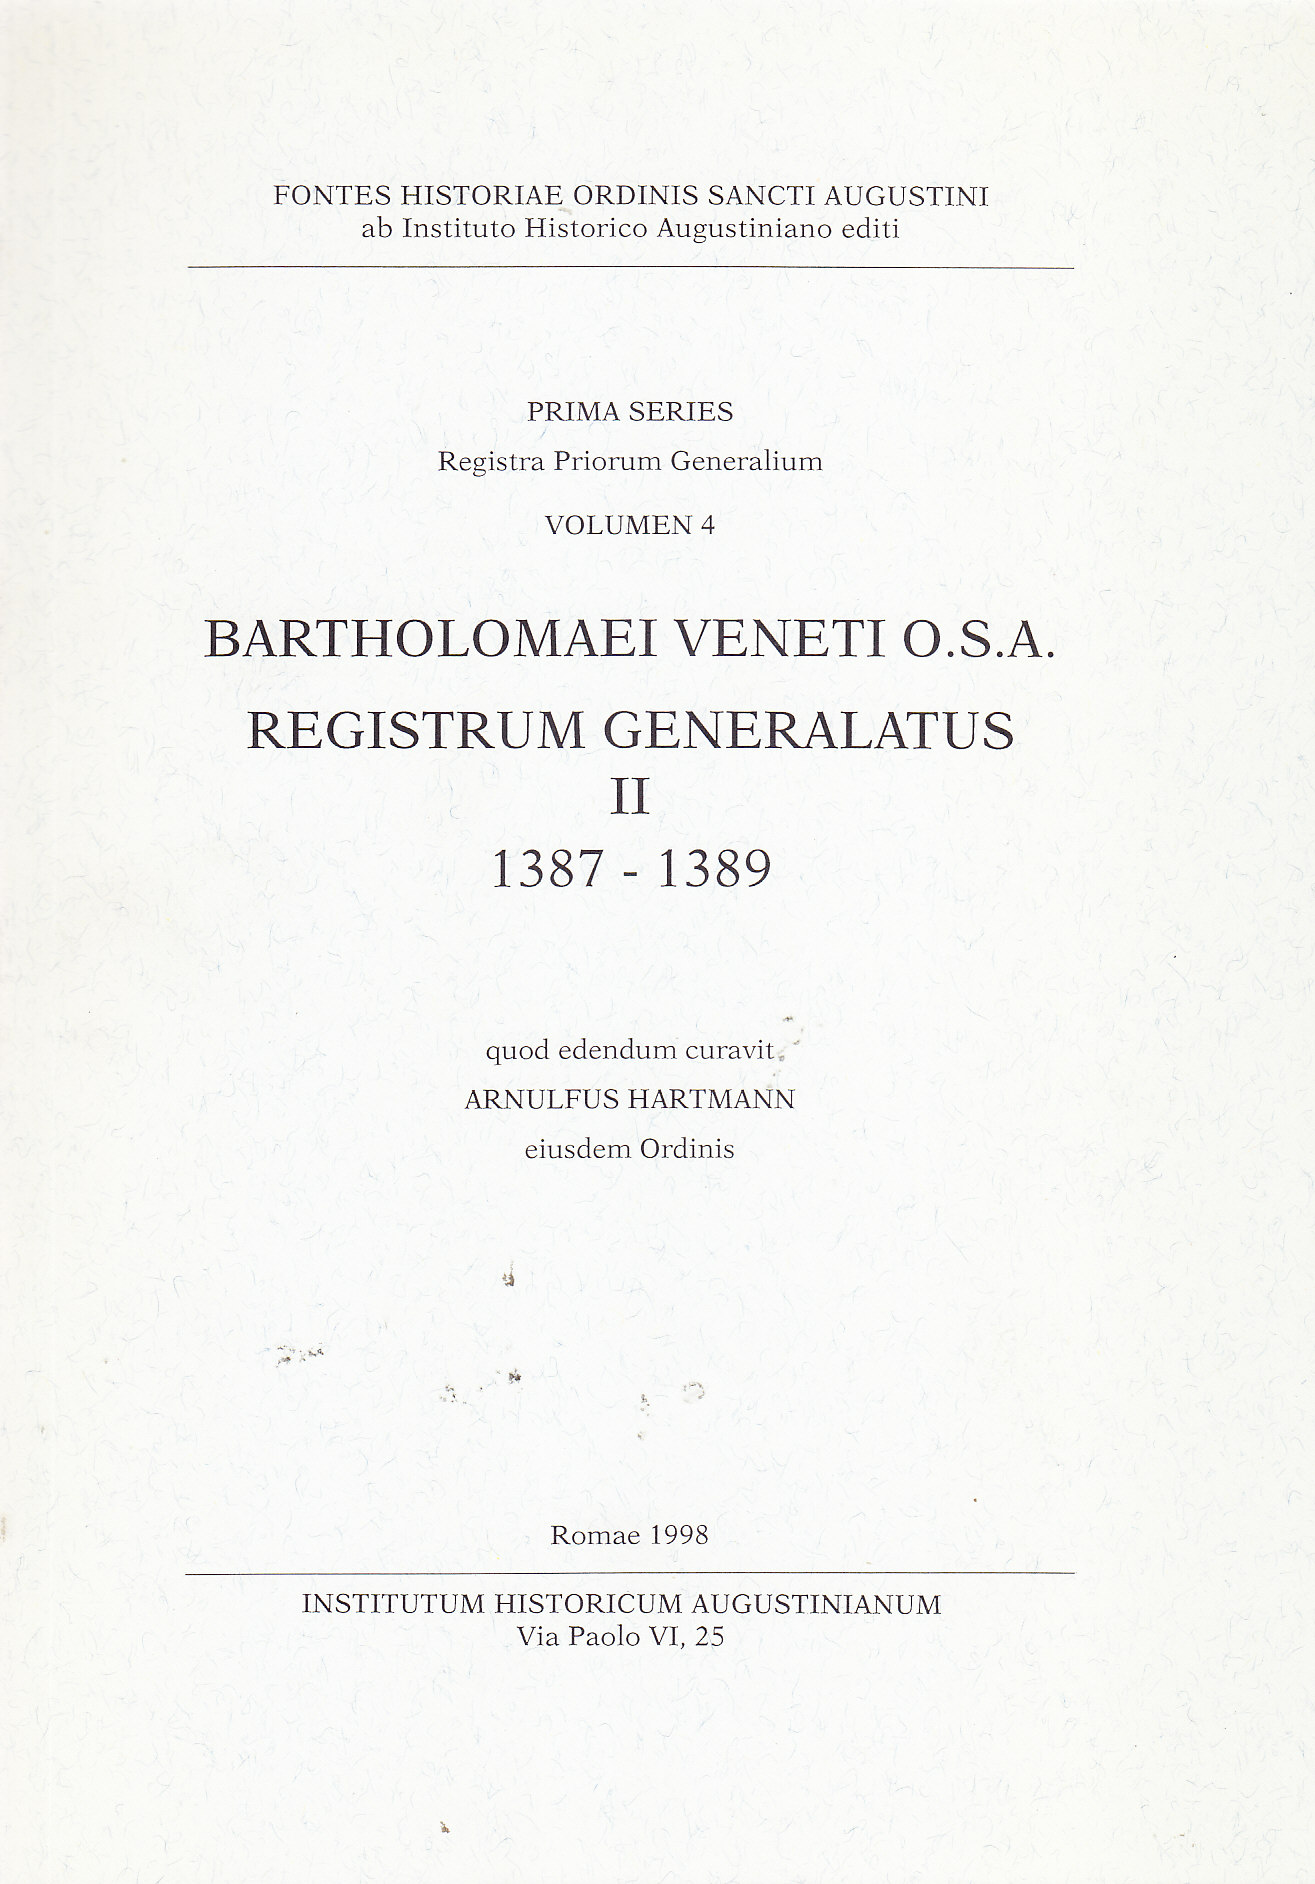 FONTES HISTORIAE ORDINIS SANCTI AUGUSTINI
ab Instituto Historico Augustiniano editi
PRIMA SERIES
Registra Priorum Generalium
VOLUMEN 4
BARTHOLOMAEI VENETI O.S.A.
REGISTRUM GENERALATUS
II
1387 - 1389
quod edendum curavit
ARNULFUS HARTMANN
eiusdem Ordinis
Romae 1998
INSTITUTUM HISTORICUM AUGUSTINIANUM
Via Paolo VI, 25